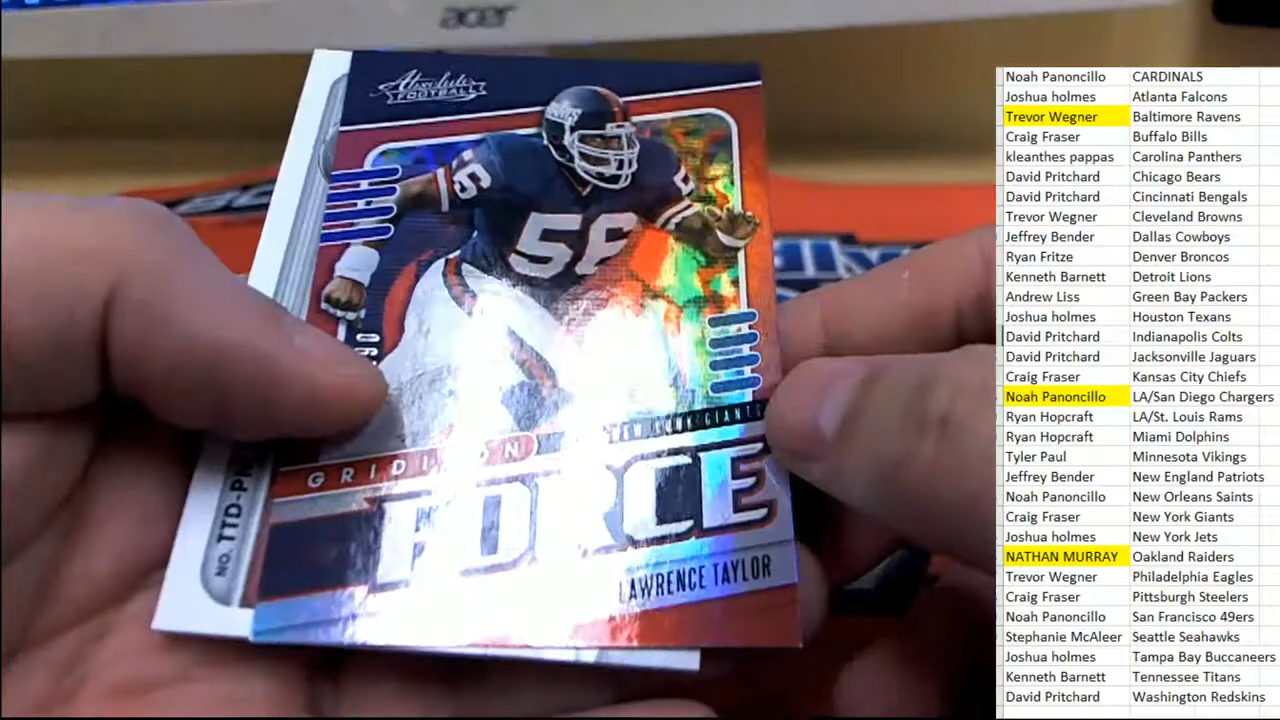 acer
Absolute
FOOTBALL
56
56
56
NEW YORK GIANTS
GRIDIRON
FORCE
LAWRENCE TAYLOR
Noah Panoncillo CARDINALS
Joshua holmes Atlanta Falcons
Trevor Wegner Baltimore Ravens
Craig Fraser Buffalo Bills
kleanthes pappas Carolina Panthers
David Pritchard Chicago Bears
David Pritchard Cincinnati Bengals
Trevor Wegner Cleveland Browns
Jeffrey Bender Dallas Cowboys
Ryan Fritze Denver Broncos
Kenneth Barnett Detroit Lions
Andrew Liss Green Bay Packers
Joshua holmes Houston Texans
David Pritchard Indianapolis Colts
David Pritchard Jacksonville Jaguars
Craig Fraser Kansas City Chiefs
Noah Panoncillo LA/San Diego Chargers
Ryan Hopcraft LA/St. Louis Rams
Ryan Hopcraft Miami Dolphins
Tyler Paul Minnesota Vikings
Jeffrey Bender New England Patriots
Noah Panoncillo New Orleans Saints
Craig Fraser New York Giants
Joshua holmes New York Jets
NATHAN MURRAY Oakland Raiders
Trevor Wegner Philadelphia Eagles
Craig Fraser Pittsburgh Steelers
Noah Panoncillo San Francisco 49ers
Stephanie McAleer Seattle Seahawks
Joshua holmes Tampa Bay Buccaneers
Kenneth Barnett Tennessee Titans
David Pritchard Washington Redskins